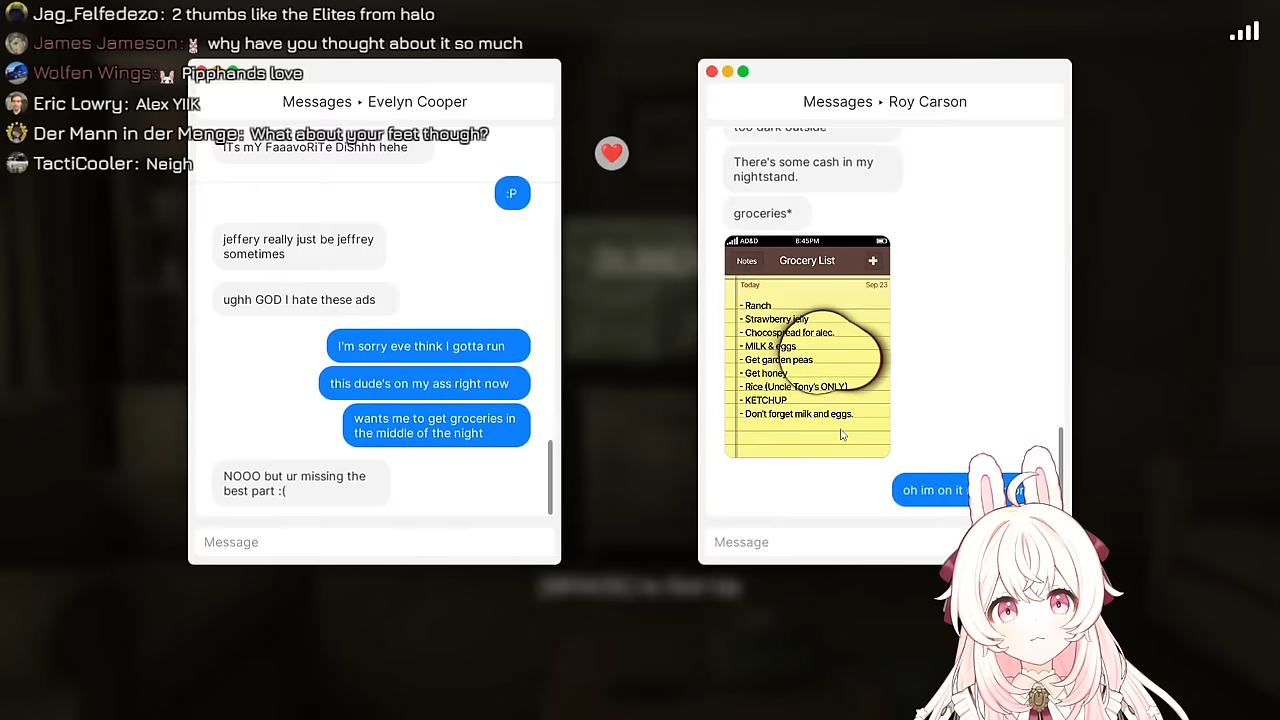 Jag_Felfedezo: 2 thumbs like the Elites from halo
James Jameson: why have you thought about it so much
Wolfen Wings: Pipphands love
Eric Lowry: Alex YIIK
Der Mann in der Menge: What about your feet though?
TactiCooler: Neigh
Messages ▸ Evelyn Cooper
ITs mY FaaavoRiTe Dishhh hehe
:P
jeffery really just be jeffrey
sometimes
ughh GOD I hate these ads
I'm sorry eve think I gotta run
this dude's on my ass right now
wants me to get groceries in
the middle of the night
NOOO but ur missing the
best part :(
Message
Messages ▸ Roy Carson
too dark outside
There's some cash in my
nightstand.
groceries*
AD&D 8:45PM
Notes Grocery List +
Today Sep 23
- Ranch
- Strawberry jelly
- Chocospread for alec.
- MILK & eggs
- Get garden peas
- Get honey
- Rice (Uncle Tony's ONLY)
- KETCHUP
- Don't forget milk and eggs.
oh im on it
Message